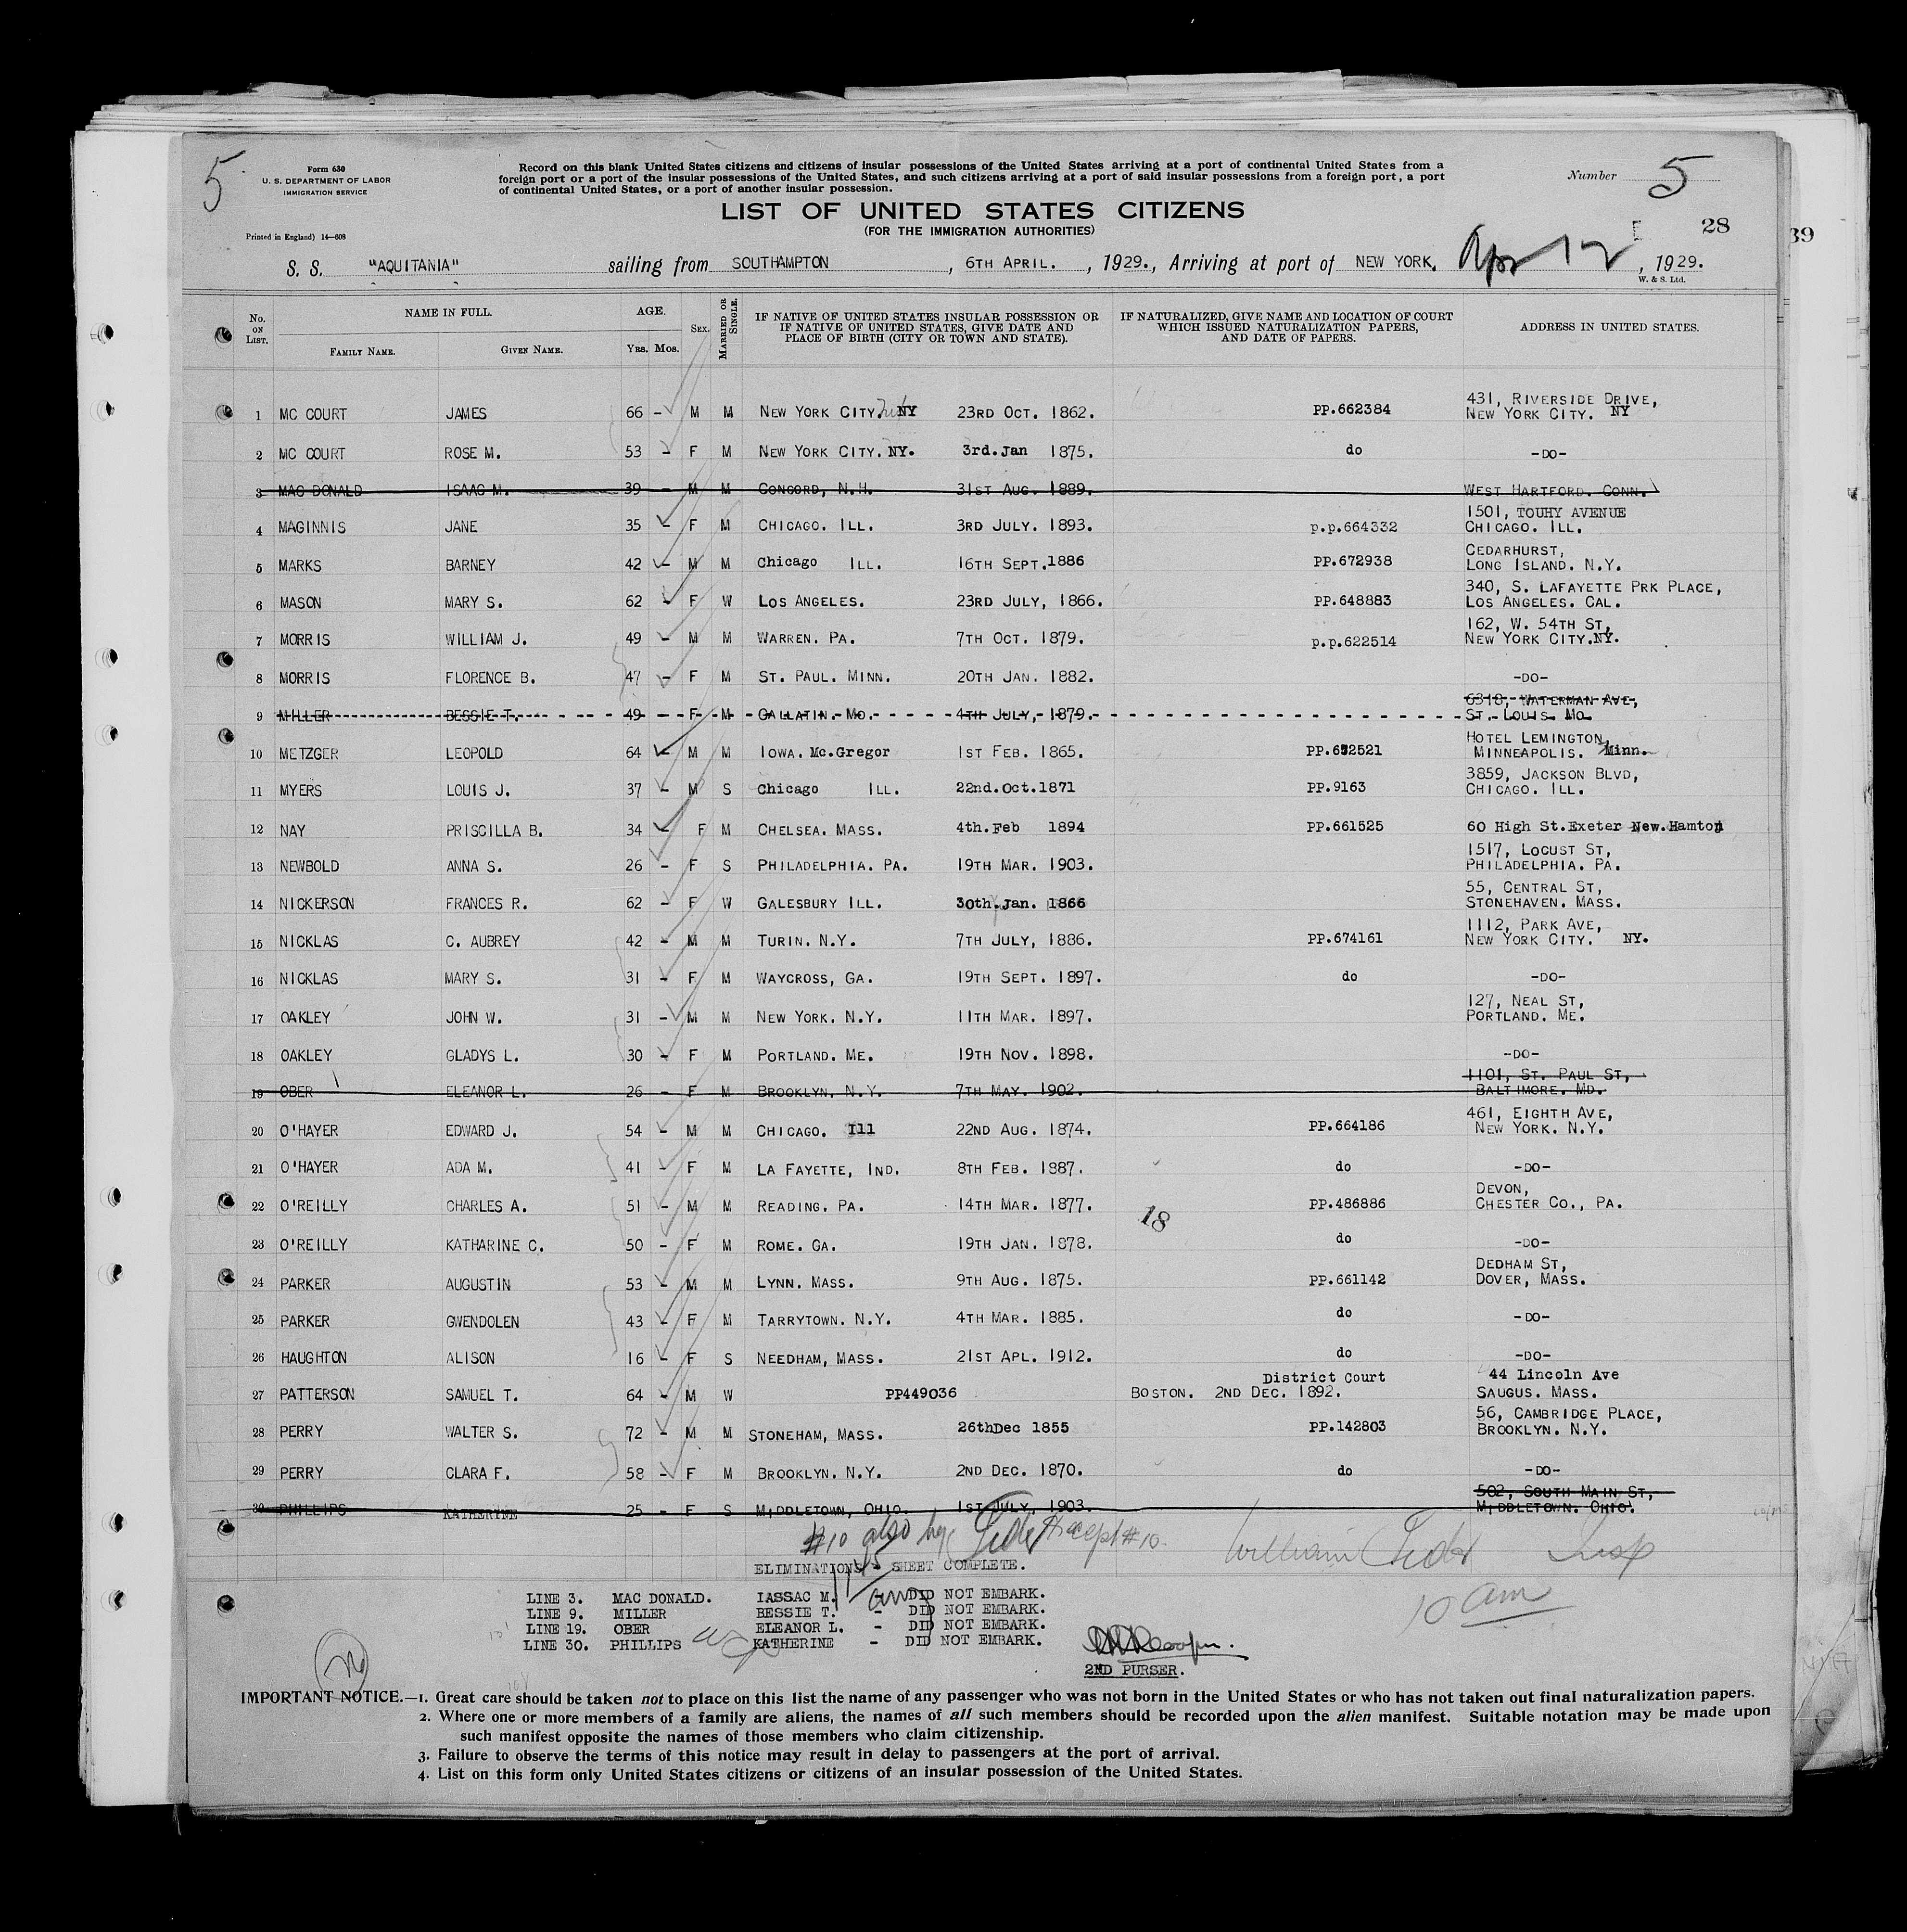 5
Form 630
U. S. DEPARTMENT OF LABOR
IMMIGRATION SERVICE
Record on this blank United States citizens and citizens of insular possessions of the United States arriving at a port of continental United States from a
foreign port or a port of the insular possessions of the United States, and such citizens arriving at a port of said insular possessions from a foreign port, a port
of continental United States, or a port of another insular possession.
Number 5
LIST OF UNITED STATES CITIZENS
(FOR THE IMMIGRATION AUTHORITIES)
28
39
Printed in England) 14—608
S. S. "AQUITANIA" sailing from SOUTHAMPTON, 6TH APRIL., 1929., Arriving at port of NEW YORK. Apr 12, 1929.
W. & S. Ltd.
No. ON LIST. NAME IN FULL. FAMILY NAME. GIVEN NAME. AGE. YRS. MOS. SEX. MARRIED OR SINGLE. IF NATIVE OF UNITED STATES INSULAR POSSESSION OR IF NATIVE OF UNITED STATES, GIVE DATE AND PLACE OF BIRTH (CITY OR TOWN AND STATE). IF NATURALIZED, GIVE NAME AND LOCATION OF COURT WHICH ISSUED NATURALIZATION PAPERS, AND DATE OF PAPERS. ADDRESS IN UNITED STATES.
1 MC COURT JAMES 66 - M M NEW YORK CITY. NY 23RD OCT. 1862. PP.662384 431, RIVERSIDE DRIVE, NEW YORK CITY. NY
2 MC COURT ROSE M. 53 - F M NEW YORK CITY. NY. 3rd.Jan 1875. do -DO-
3 MAC DONALD ISAAC M. 39 - M M CONCORD, N.H. 31ST AUG. 1889. WEST HARTFORD. CONN.
4 MAGINNIS JANE 35 - F M CHICAGO. ILL. 3RD JULY. 1893. p.p.664332 1501, TOUHY AVENUE CHICAGO. ILL.
5 MARKS BARNEY 42 - M M Chicago ILL. 16TH SEPT.1886 PP.672938 CEDARHURST, LONG ISLAND. N.Y.
6 MASON MARY S. 62 - F W LOS ANGELES. 23RD JULY, 1866. PP.648883 340, S. LAFAYETTE PRK PLACE, LOS ANGELES. CAL.
7 MORRIS WILLIAM J. 49 - M M WARREN. PA. 7TH OCT. 1879. p.p.622514 162, W. 54TH ST, NEW YORK CITY.NY.
8 MORRIS FLORENCE B. 47 - F M ST. PAUL. MINN. 20TH JAN. 1882. -DO-
9 MILLER BESSIE T. 49 - F M GALLATIN. MO. 4TH JULY, 1879. 6318, WATERMAN AVE, ST. LOUIS MO.
10 METZGER LEOPOLD 64 - M M IOWA. Mc.Gregor 1ST FEB. 1865. PP.672521 HOTEL LEMINGTON, MINNEAPOLIS. Minn.
11 MYERS LOUIS J. 37 - M S Chicago ILL. 22nd.Oct.1871 PP.9163 3859, JACKSON BLVD, CHICAGO. ILL.
12 NAY PRISCILLA B. 34 - F M CHELSEA. MASS. 4th.Feb 1894 PP.661525 60 High St.Exeter New.Hamton
13 NEWBOLD ANNA S. 26 - F S PHILADELPHIA. PA. 19TH MAR. 1903. 1517, LOCUST ST, PHILADELPHIA. PA.
14 NICKERSON FRANCES R. 62 - F W GALESBURY ILL. 30th.Jan. 1866 55, CENTRAL ST, STONEHAVEN. MASS.
15 NICKLAS C. AUBREY 42 - M M TURIN. N.Y. 7TH JULY, 1886. PP.674161 1112, PARK AVE, NEW YORK CITY. NY.
16 NICKLAS MARY S. 31 - F M WAYCROSS, GA. 19TH SEPT. 1897. do -DO-
17 OAKLEY JOHN W. 31 - M M NEW YORK. N.Y. 11TH MAR. 1897. 127, NEAL ST, PORTLAND. ME.
18 OAKLEY GLADYS L. 30 - F M PORTLAND. ME. 19TH NOV. 1898. -DO-
19 OBER ELEANOR L. 26 - F M BROOKLYN. N.Y. 7TH MAY. 1902. 1101, ST. PAUL ST, BALTIMORE. MD.
20 O'HAYER EDWARD J. 54 - M M CHICAGO. Ill 22ND AUG. 1874. PP.664186 461, EIGHTH AVE, NEW YORK. N.Y.
21 O'HAYER ADA M. 41 - F M LA FAYETTE, IND. 8TH FEB. 1887. do -DO-
22 O'REILLY CHARLES A. 51 - M M READING. PA. 14TH MAR. 1877. PP.486886 DEVON, CHESTER CO., PA.
18
23 O'REILLY KATHARINE C. 50 - F M ROME. GA. 19TH JAN. 1878. do -DO-
24 PARKER AUGUSTIN 53 - M M LYNN. MASS. 9TH AUG. 1875. PP.661142 DEDHAM ST, DOVER, MASS.
25 PARKER GWENDOLEN 43 - F M TARRYTOWN. N.Y. 4TH MAR. 1885. do -DO-
26 HAUGHTON ALISON 16 - F S NEEDHAM, MASS. 21ST APL. 1912. do -DO-
27 PATTERSON SAMUEL T. 64 - M W PP449036 District Court BOSTON. 2ND DEC. 1892. 44 Lincoln Ave SAUGUS. MASS.
28 PERRY WALTER S. 72 - M M STONEHAM, MASS. 26thDec 1855 PP.142803 56, CAMBRIDGE PLACE, BROOKLYN. N.Y.
29 PERRY CLARA F. 58 - F M BROOKLYN. N.Y. 2ND DEC. 1870. do -DO-
30 PHILLIPS KATHERINE 25 - F S MIDDLETOWN, OHIO. 1ST JULY, 1903. 502, SOUTH MAIN ST, MIDDLETOWN. OHIO.
#10 also by except #10. William Insp
ELIMINATIONS - SHEET COMPLETE.
10 am
LINE 3. MAC DONALD. IASSAC M. - DID NOT EMBARK.
LINE 9. MILLER BESSIE T. - DID NOT EMBARK.
LINE 19. OBER ELEANOR L. - DID NOT EMBARK.
LINE 30. PHILLIPS KATHERINE - DID NOT EMBARK.
2ND PURSER.
IMPORTANT NOTICE.—1. Great care should be taken not to place on this list the name of any passenger who was not born in the United States or who has not taken out final naturalization papers.
2. Where one or more members of a family are aliens, the names of all such members should be recorded upon the alien manifest. Suitable notation may be made upon
such manifest opposite the names of those members who claim citizenship.
3. Failure to observe the terms of this notice may result in delay to passengers at the port of arrival.
4. List on this form only United States citizens or citizens of an insular possession of the United States.